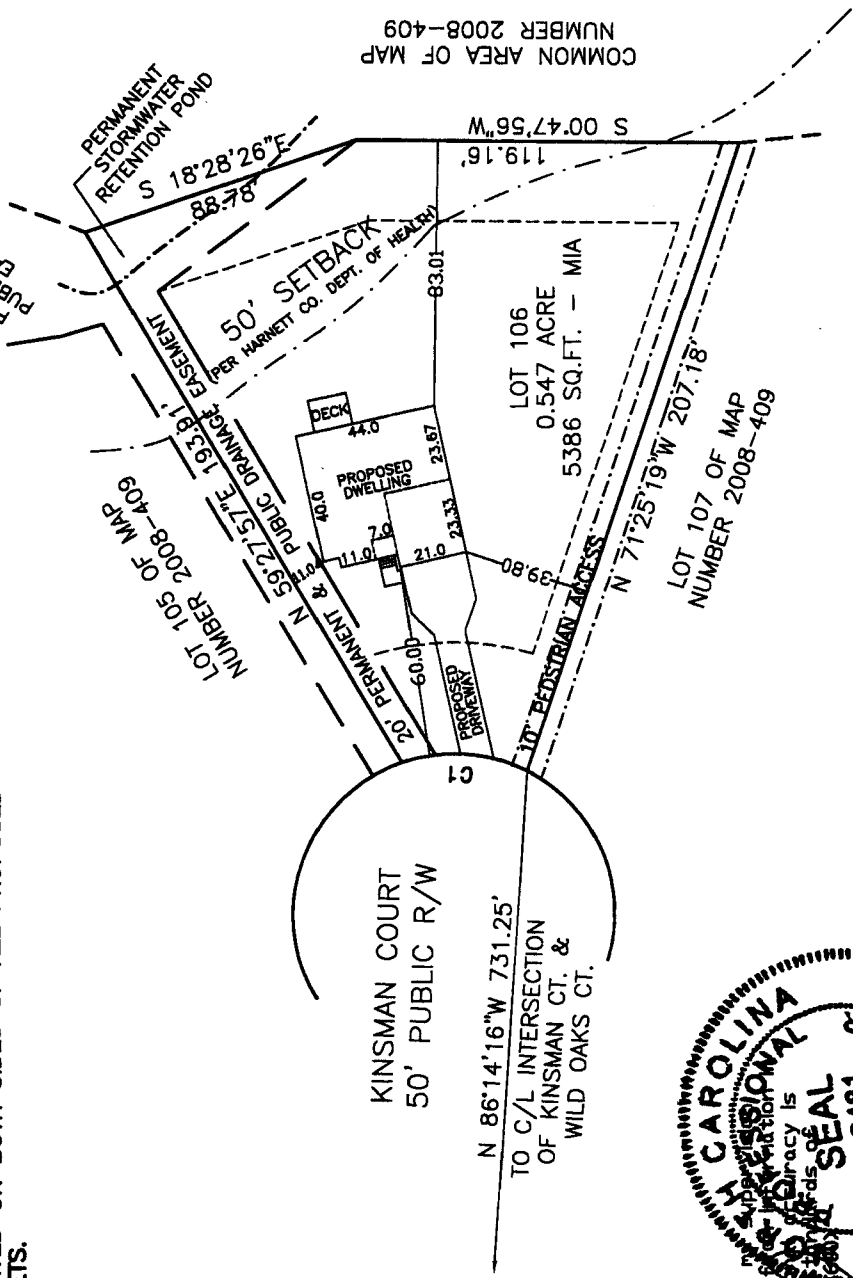 TS.
PERMANENT
STORMWATER
RETENTION POND
COMMON AREA OF MAP
NUMBER 2008-409
S 18°28'26"E
88.78'
S 00°47'56"W
119.16'
50' SETBACK
(PER HARNETT CO. DEPT. OF HEALTH)
LOT 105 OF MAP
NUMBER 2008-409
N 59°27'57"E 193.91'
20' PERMANENT & PUBLIC DRAINAGE EASEMENT
DECK
44.0
40.0
PROPOSED
DWELLING
83.01
23.67
7.0
11.0
11.04
21.0
23.33
39.80
60.00
PROPOSED
DRIVEWAY
LOT 106
0.547 ACRE
5386 SQ.FT. - MIA
10' PEDSTRIAN ACCESS
N 71°25'19"W 207.18'
LOT 107 OF MAP
NUMBER 2008-409
C1
KINSMAN COURT
50' PUBLIC R/W
N 86°14'16"W 731.25'
TO C/L INTERSECTION
OF KINSMAN CT. &
WILD OAKS CT.
H CAROLINA
SEAL